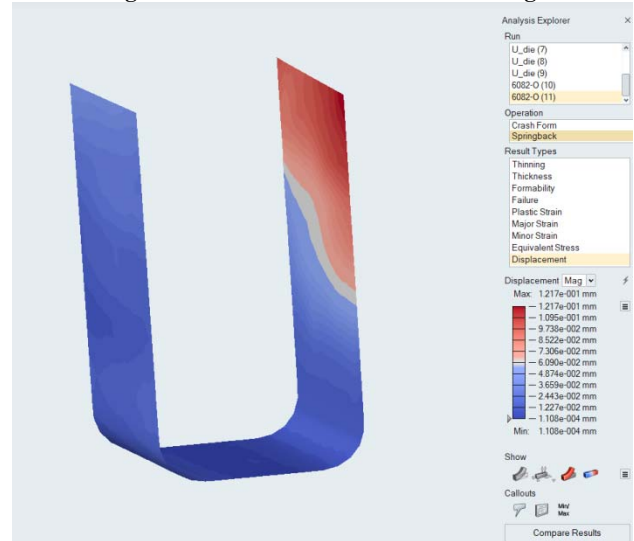 Analysis Explorer
Run
U_die (7)
U_die (8)
U_die (9)
6082-O (10)
6082-O (11)
Operation
Crash Form
Springback
Result Types
Thinning
Thickness
Formability
Failure
Plastic Strain
Major Strain
Minor Strain
Equivalent Stress
Displacement
Displacement Mag
Max: 1.217e-001 mm
1.217e-001 mm
1.095e-001 mm
9.738e-002 mm
8.522e-002 mm
7.306e-002 mm
6.090e-002 mm
4.874e-002 mm
3.659e-002 mm
2.443e-002 mm
1.227e-002 mm
1.108e-004 mm
Min: 1.108e-004 mm
Show
Callouts
Min/
Max
Compare Results